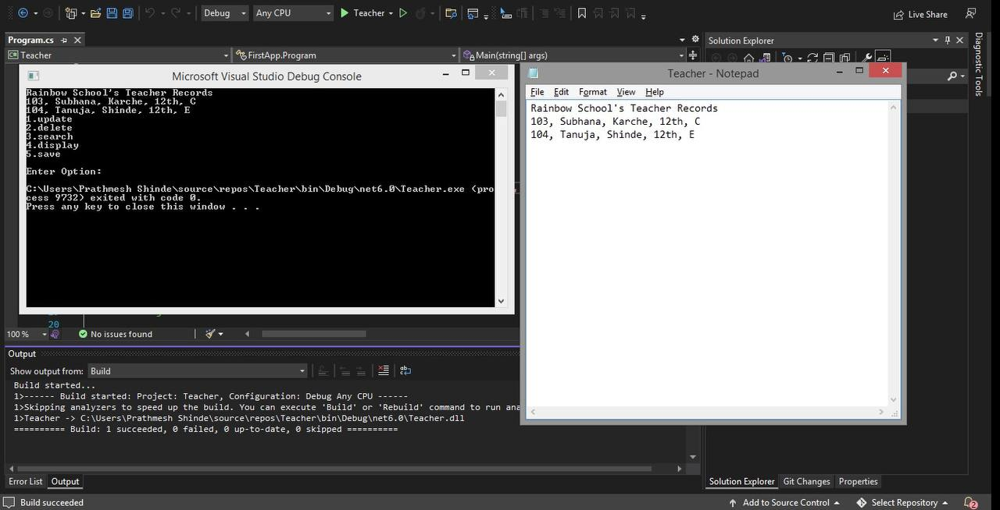 Debug
Any CPU
Teacher
Live Share
Program.cs
Solution Explorer
Diagnostic Tools
Teacher
FirstApp.Program
Main(string[] args)
Microsoft Visual Studio Debug Console
Rainbow School's Teacher Records
103, Subhana, Karche, 12th, C
104, Tanuja, Shinde, 12th, E
1.update
2.delete
3.search
4.display
5.save
Enter Option:
C:\Users\Prathmesh Shinde\source\repos\Teacher\bin\Debug\net6.0\Teacher.exe (pro
cess 9732) exited with code 0.
Press any key to close this window . . .
Teacher - Notepad
File Edit Format View Help
Rainbow School's Teacher Records
103, Subhana, Karche, 12th, C
104, Tanuja, Shinde, 12th, E
20
100 %
No issues found
Output
Show output from: Build
Build started...
1>------ Build started: Project: Teacher, Configuration: Debug Any CPU ------
1>Skipping analyzers to speed up the build. You can execute 'Build' or 'Rebuild' command to run ana
1>Teacher -> C:\Users\Prathmesh Shinde\source\repos\Teacher\bin\Debug\net6.0\Teacher.dll
========== Build: 1 succeeded, 0 failed, 0 up-to-date, 0 skipped ==========
Error List Output
Solution Explorer Git Changes Properties
Build succeeded
Add to Source Control
Select Repository
2